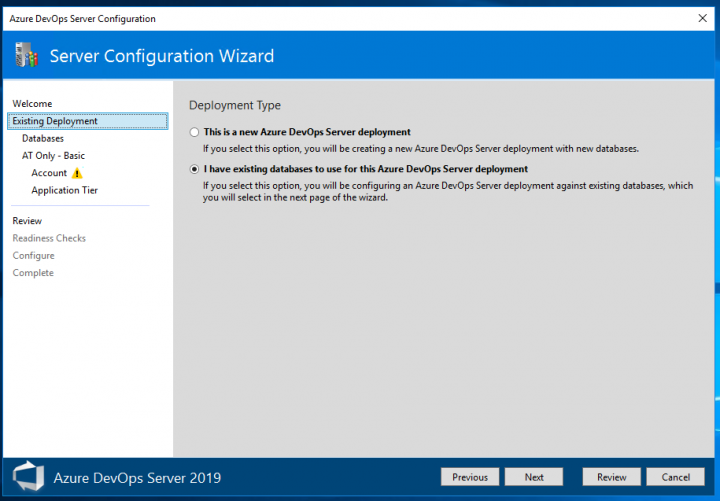 Azure DevOps Server Configuration
Server Configuration Wizard
Welcome
Existing Deployment
Databases
AT Only - Basic
Account
Application Tier
Review
Readiness Checks
Configure
Complete
Deployment Type
This is a new Azure DevOps Server deployment
If you select this option, you will be creating a new Azure DevOps Server deployment with new databases.
I have existing databases to use for this Azure DevOps Server deployment
If you select this option, you will be configuring an Azure DevOps Server deployment against existing databases, which
you will select in the next page of the wizard.
Azure DevOps Server 2019
Previous
Next
Review
Cancel